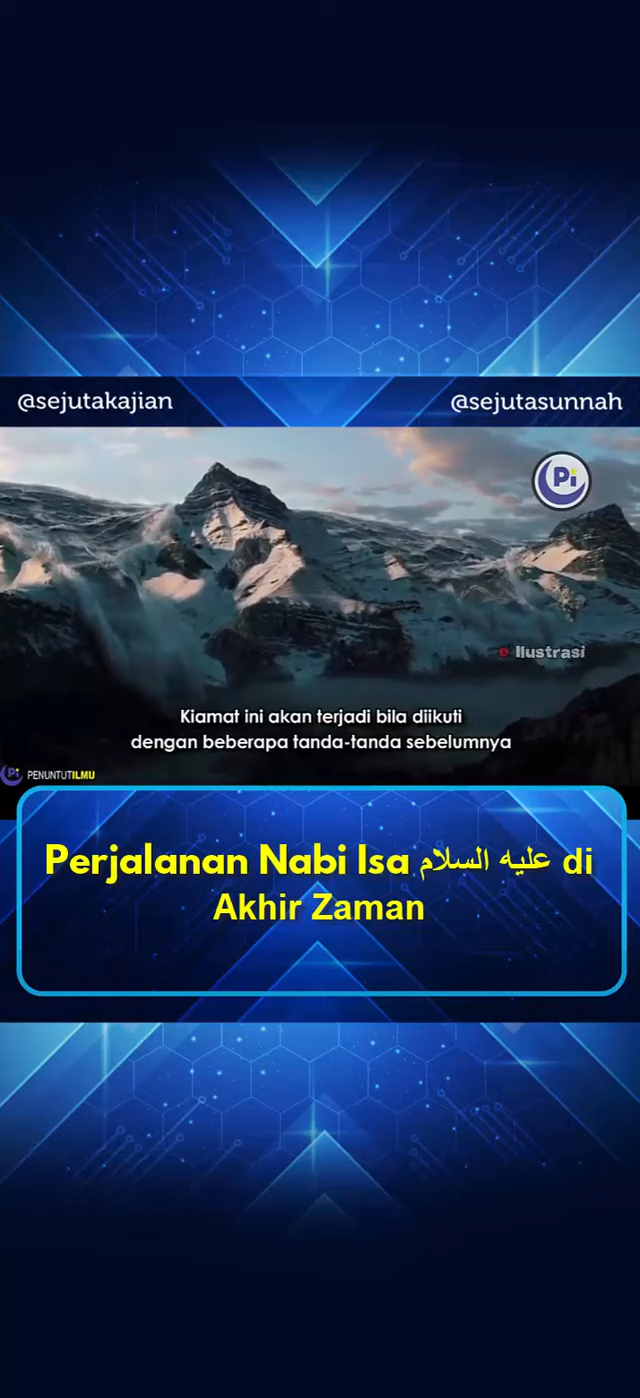 @sejutakajian
@sejutasunnah
Pi
Ilustrasi
Kiamat ini akan terjadi bila diikuti
dengan beberapa tanda-tanda sebelumnya
Pi PENUNTUTILMU
Perjalanan Nabi Isa عليه السلام di
Akhir Zaman